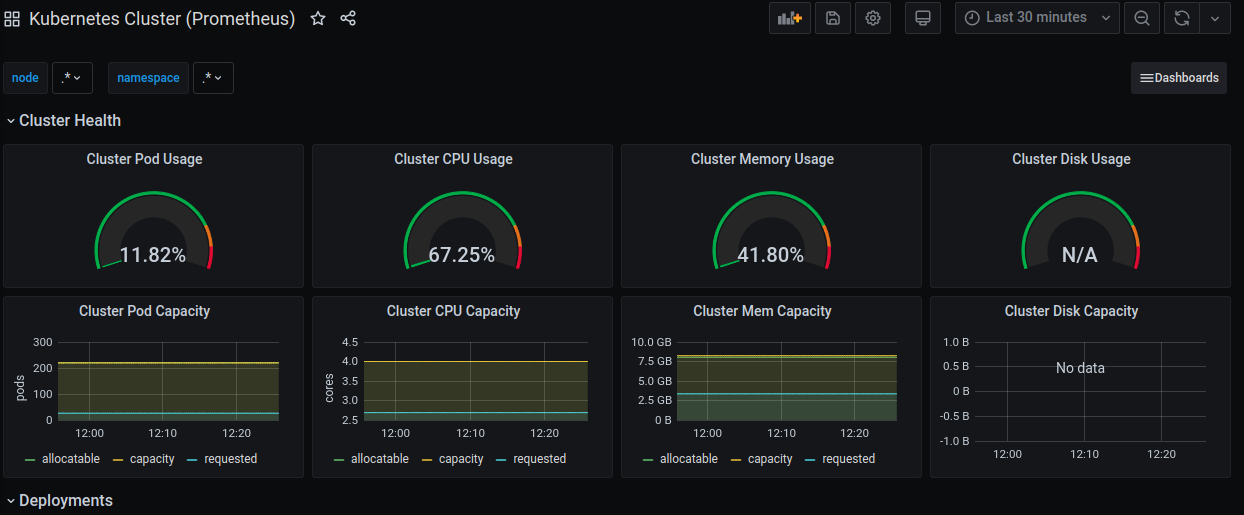 Kubernetes Cluster (Prometheus)
Last 30 minutes
node .* namespace .* Dashboards
Cluster Health
Cluster Pod Usage
11.82%
Cluster CPU Usage
67.25%
Cluster Memory Usage
41.80%
Cluster Disk Usage
N/A
Cluster Pod Capacity
300
200
100
0
pods
12:00 12:10 12:20
allocatable capacity requested
Cluster CPU Capacity
4.5
4.0
3.5
3.0
2.5
cores
12:00 12:10 12:20
allocatable capacity requested
Cluster Mem Capacity
10.0 GB
7.5 GB
5.0 GB
2.5 GB
0 B
12:00 12:10 12:20
allocatable capacity requested
Cluster Disk Capacity
1.0 B
0.5 B
0 B
-0.5 B
-1.0 B
No data
12:00 12:10 12:20
Deployments